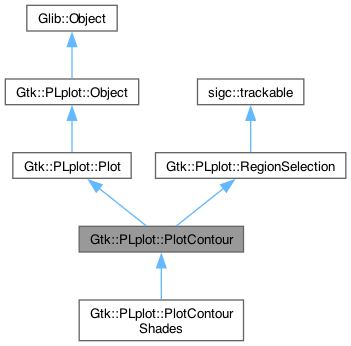 Glib::Object
Gtk::PLplot::Object
sigc::trackable
Gtk::PLplot::Plot
Gtk::PLplot::RegionSelection
Gtk::PLplot::PlotContour
Gtk::PLplot::PlotContour
Shades